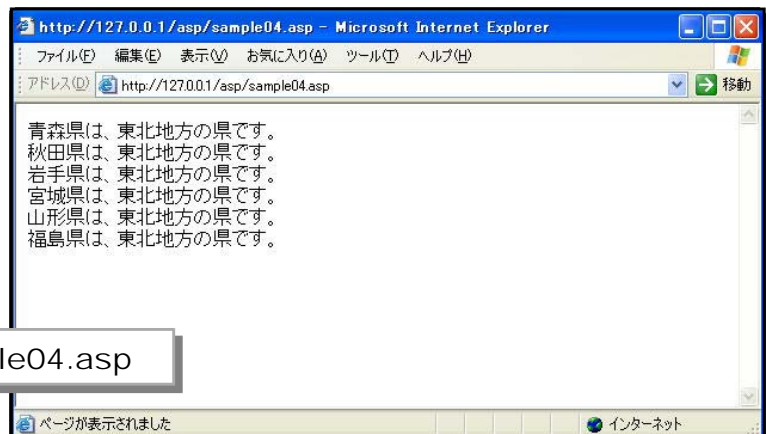 http://127.0.0.1/asp/sample04.asp - Microsoft Internet Explorer
ファイル(F) 編集(E) 表示(V) お気に入り(A) ツール(T) ヘルプ(H)
アドレス(D) http://127.0.0.1/asp/sample04.asp 移動
青森県は、東北地方の県です。
秋田県は、東北地方の県です。
岩手県は、東北地方の県です。
宮城県は、東北地方の県です。
山形県は、東北地方の県です。
福島県は、東北地方の県です。
le04.asp
ページが表示されました インターネット